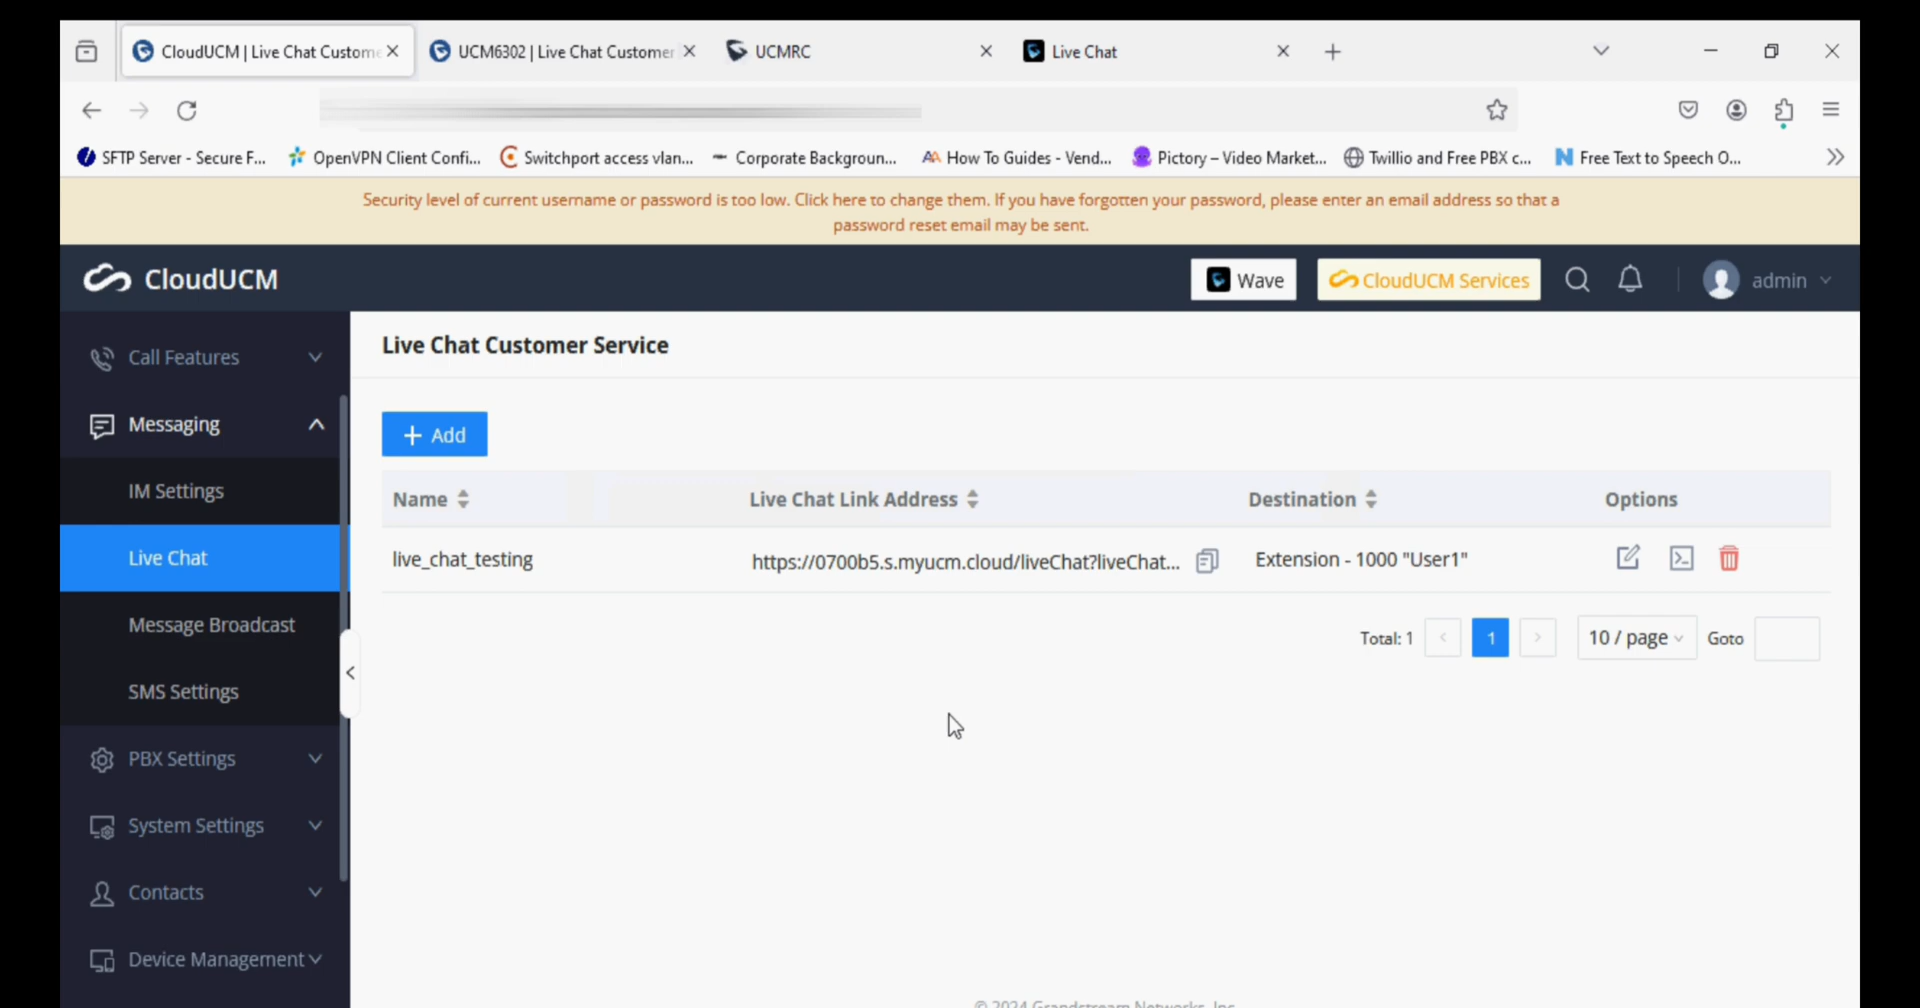 CloudUCM | Live Chat Custome
UCM6302 | Live Chat Customer
UCMRC
Live Chat
SFTP Server - Secure F...
OpenVPN Client Confi...
Switchport access vlan...
Corporate Backgroun...
How To Guides - Vend...
Pictory – Video Market...
Twillio and Free PBX c...
Free Text to Speech O...
Security level of current username or password is too low. Click here to change them. If you have forgotten your password, please enter an email address so that a
password reset email may be sent.
CloudUCM
Wave
CloudUCM Services
admin
Call Features
Messaging
IM Settings
Live Chat
Message Broadcast
SMS Settings
PBX Settings
System Settings
Contacts
Device Management
Live Chat Customer Service
+ Add
Name
Live Chat Link Address
Destination
Options
live_chat_testing
https://0700b5.s.myucm.cloud/liveChat?liveChat...
Extension - 1000 "User1"
Total: 1
1
10 / page
Goto
© 2024 Grandstream Networks, Inc.